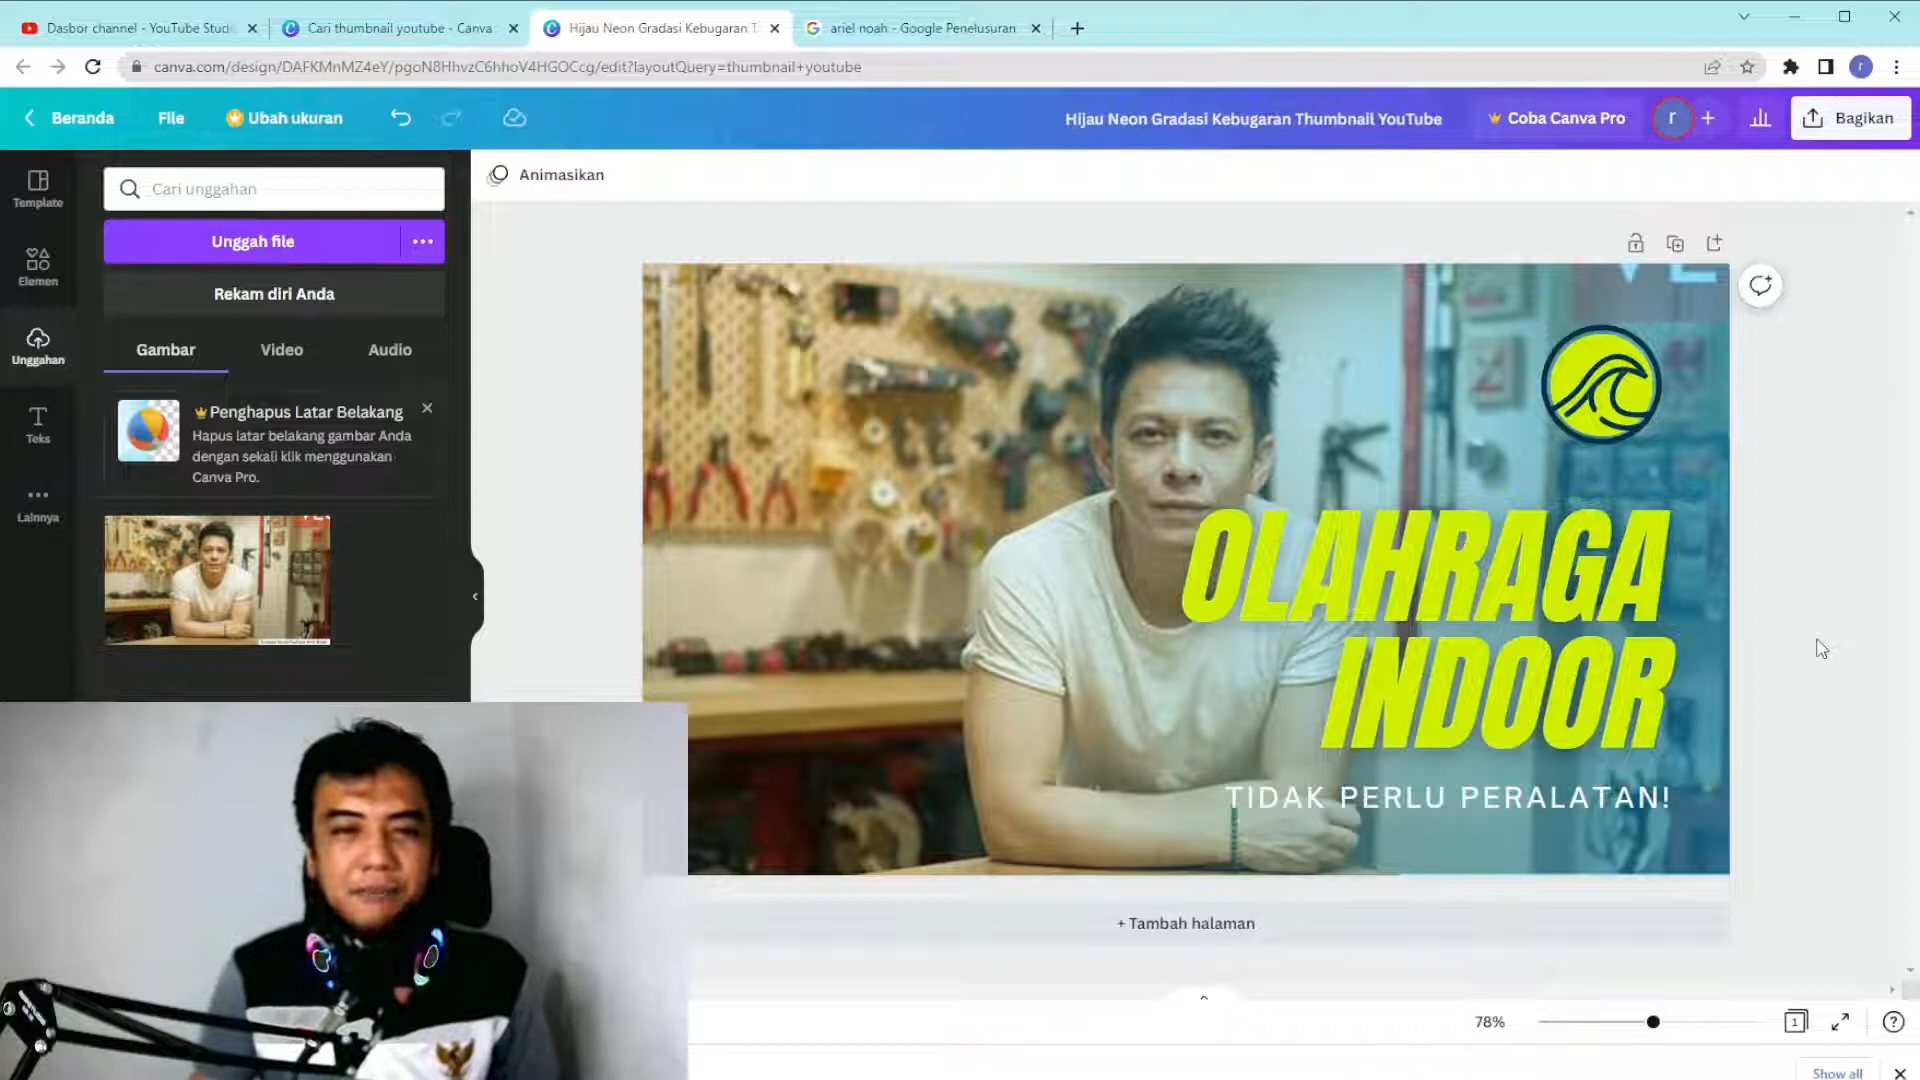 Dasbor channel - YouTube Studi
Cari thumbnail youtube - Canva
Hijau Neon Gradasi Kebugaran T
ariel noah - Google Penelusuran
canva.com/design/DAFKMnMZ4eY/pgoN8HhvzC6hhoV4HGOCcg/edit?layoutQuery=thumbnail+youtube
r
Beranda
File
Ubah ukuran
Hijau Neon Gradasi Kebugaran Thumbnail YouTube
Coba Canva Pro
r
Bagikan
Template
Elemen
Unggahan
Teks
Lainnya
Cari unggahan
Unggah file
Rekam diri Anda
Gambar
Video
Audio
Penghapus Latar Belakang
Hapus latar belakang gambar Anda
dengan sekali klik menggunakan
Canva Pro.
Animasikan
OLAHRAGA
INDOOR
TIDAK PERLU PERALATAN!
+ Tambah halaman
78%
1
Show all